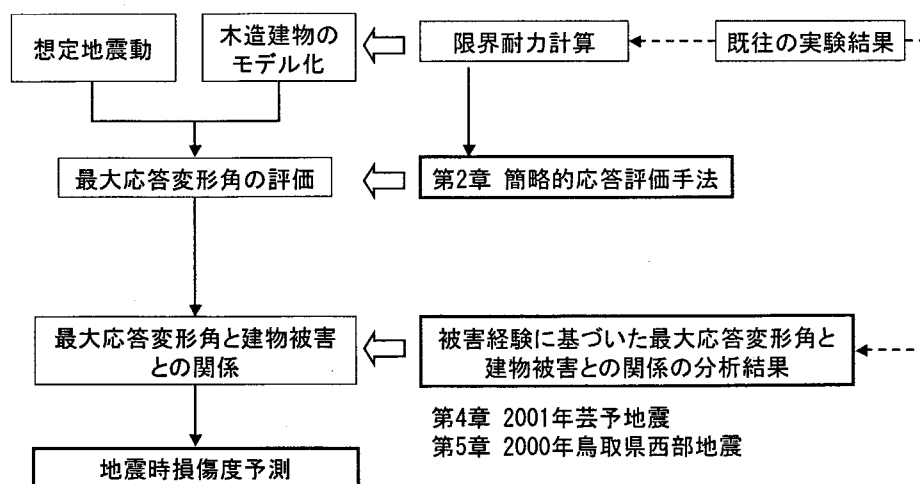 想定地震動
木造建物の
モデル化
限界耐力計算
既往の実験結果
最大応答変形角の評価
第2章 簡略的応答評価手法
最大応答変形角と建物被害
との関係
被害経験に基づいた最大応答変形角と
建物被害との関係の分析結果
第4章 2001年芸予地震
第5章 2000年鳥取県西部地震
地震時損傷度予測